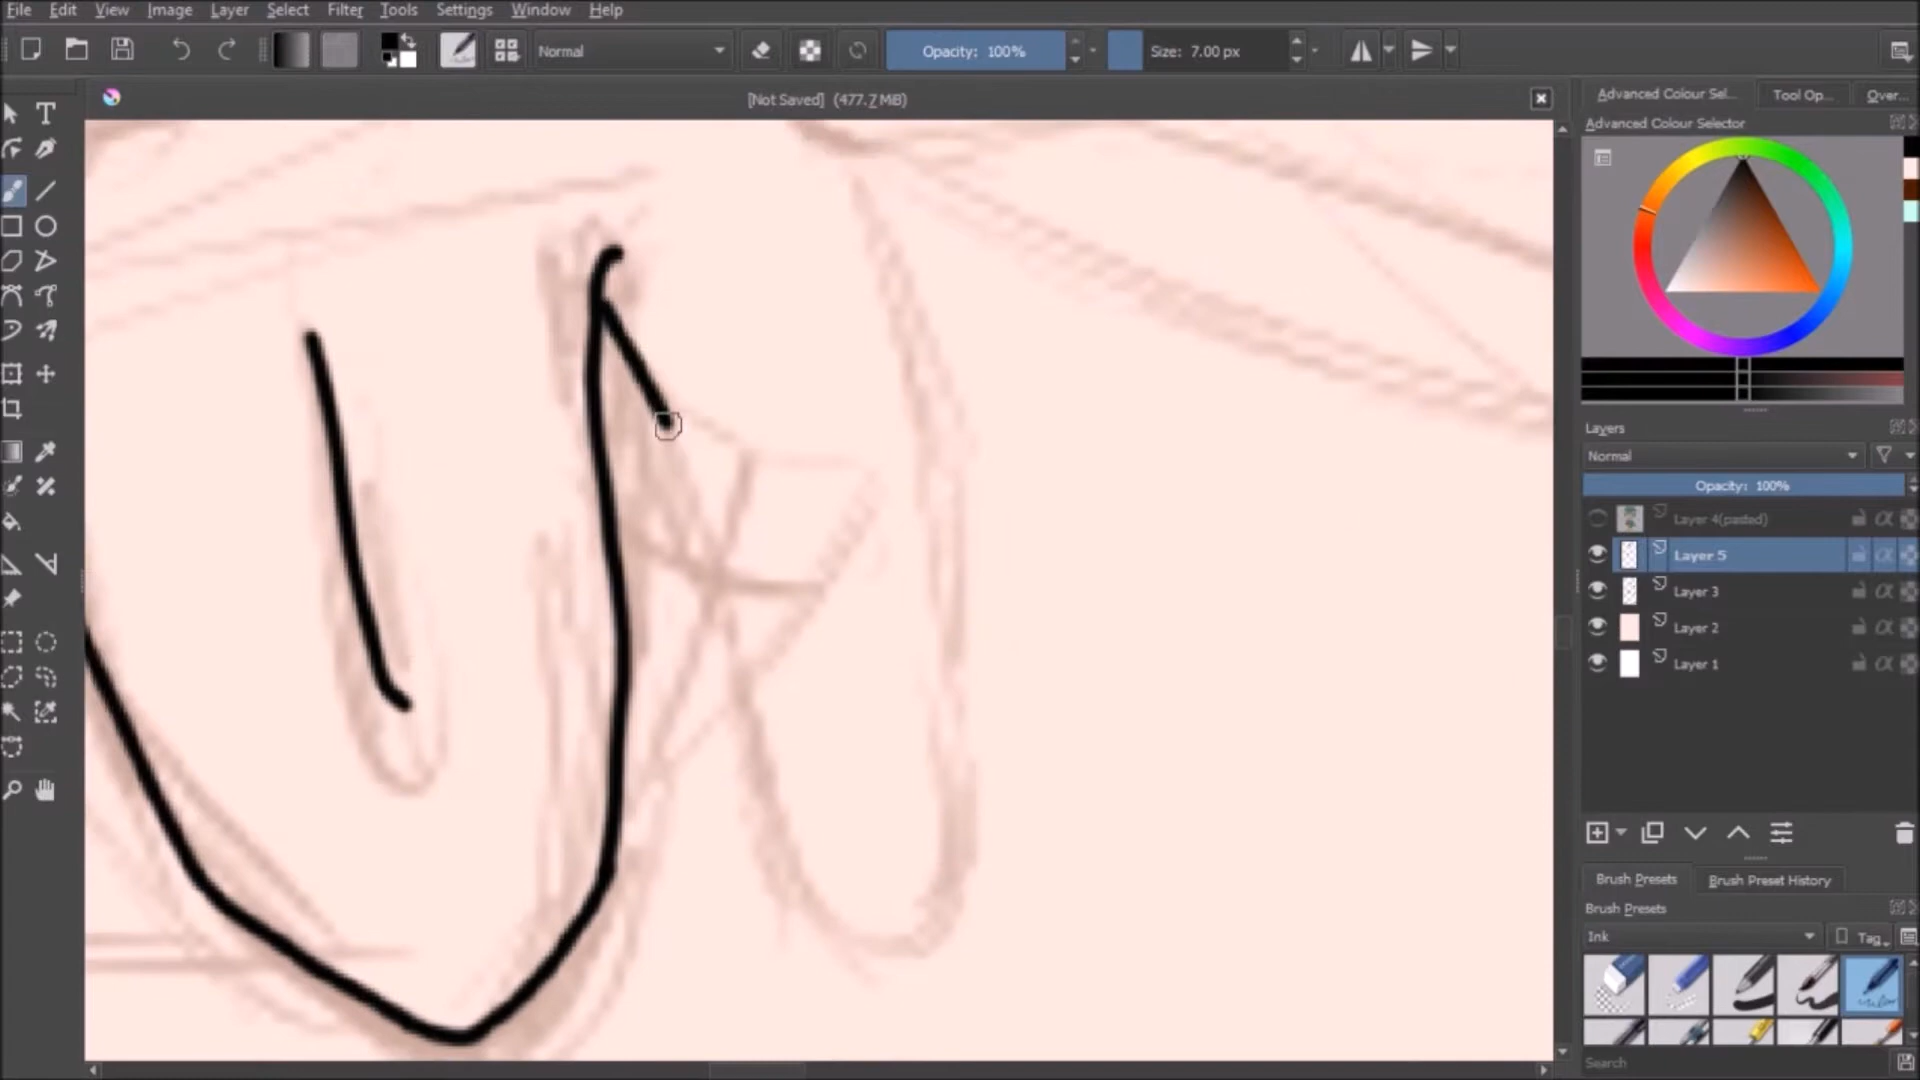 File Edit View Image Layer Select Filter Tools Settings Window Help
Normal Opacity: 100% Size: 7.00 px
[Not Saved] (477.7 MiB)
Advanced Colour Sel... Tool Op... Over...
Advanced Colour Selector
Layers
Normal
Opacity: 100%
Layer 4(pasted)
Layer 5
Layer 3
Layer 2
Layer 1
Brush Presets Brush Preset History
Brush Presets
Ink Tag
Search